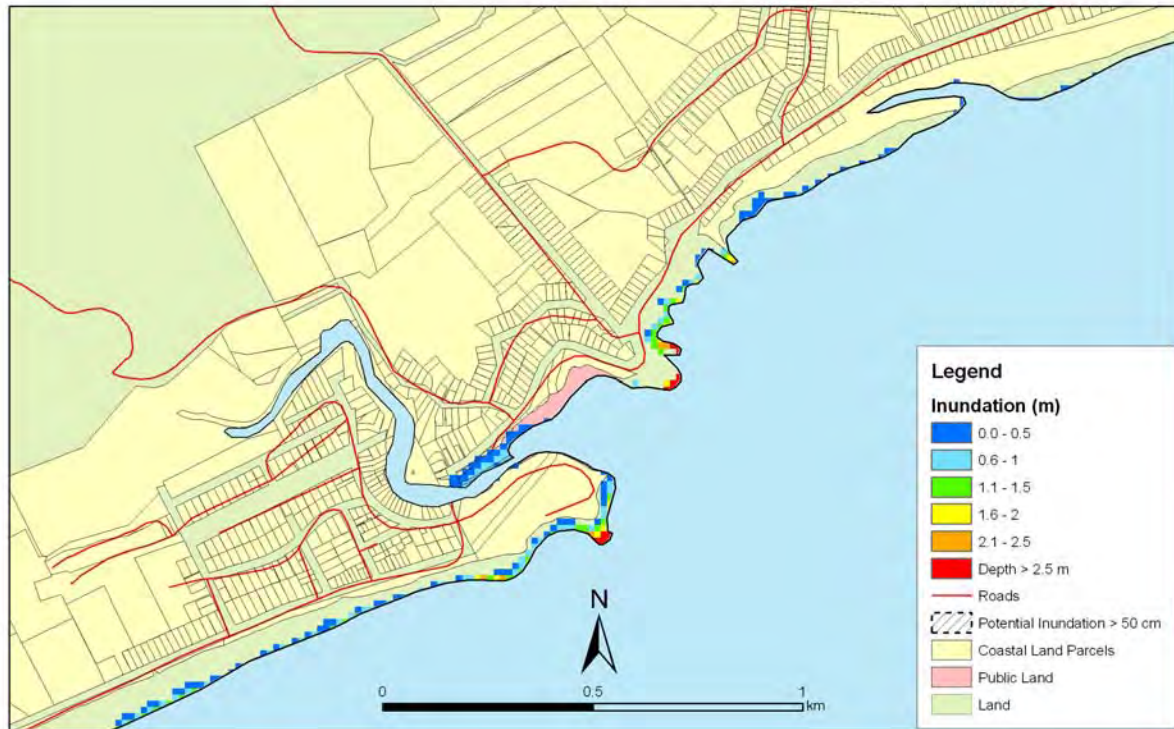 Legend
Inundation (m)
0.0 - 0.5
0.6 - 1
1.1 - 1.5
1.6 - 2
2.1 - 2.5
Depth > 2.5 m
Roads
Potential Inundation > 50 cm
Coastal Land Parcels
Public Land
Land
N
0 0.5 1
km